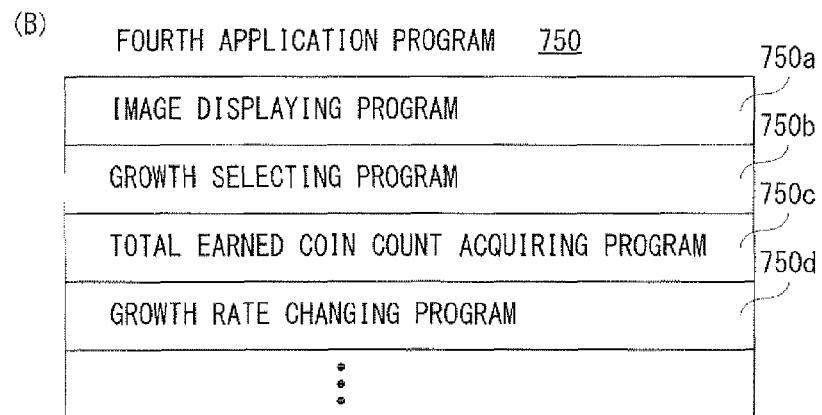 (B)
FOURTH APPLICATION PROGRAM 750
750a
IMAGE DISPLAYING PROGRAM
750b
GROWTH SELECTING PROGRAM
750c
TOTAL EARNED COIN COUNT ACQUIRING PROGRAM
750d
GROWTH RATE CHANGING PROGRAM